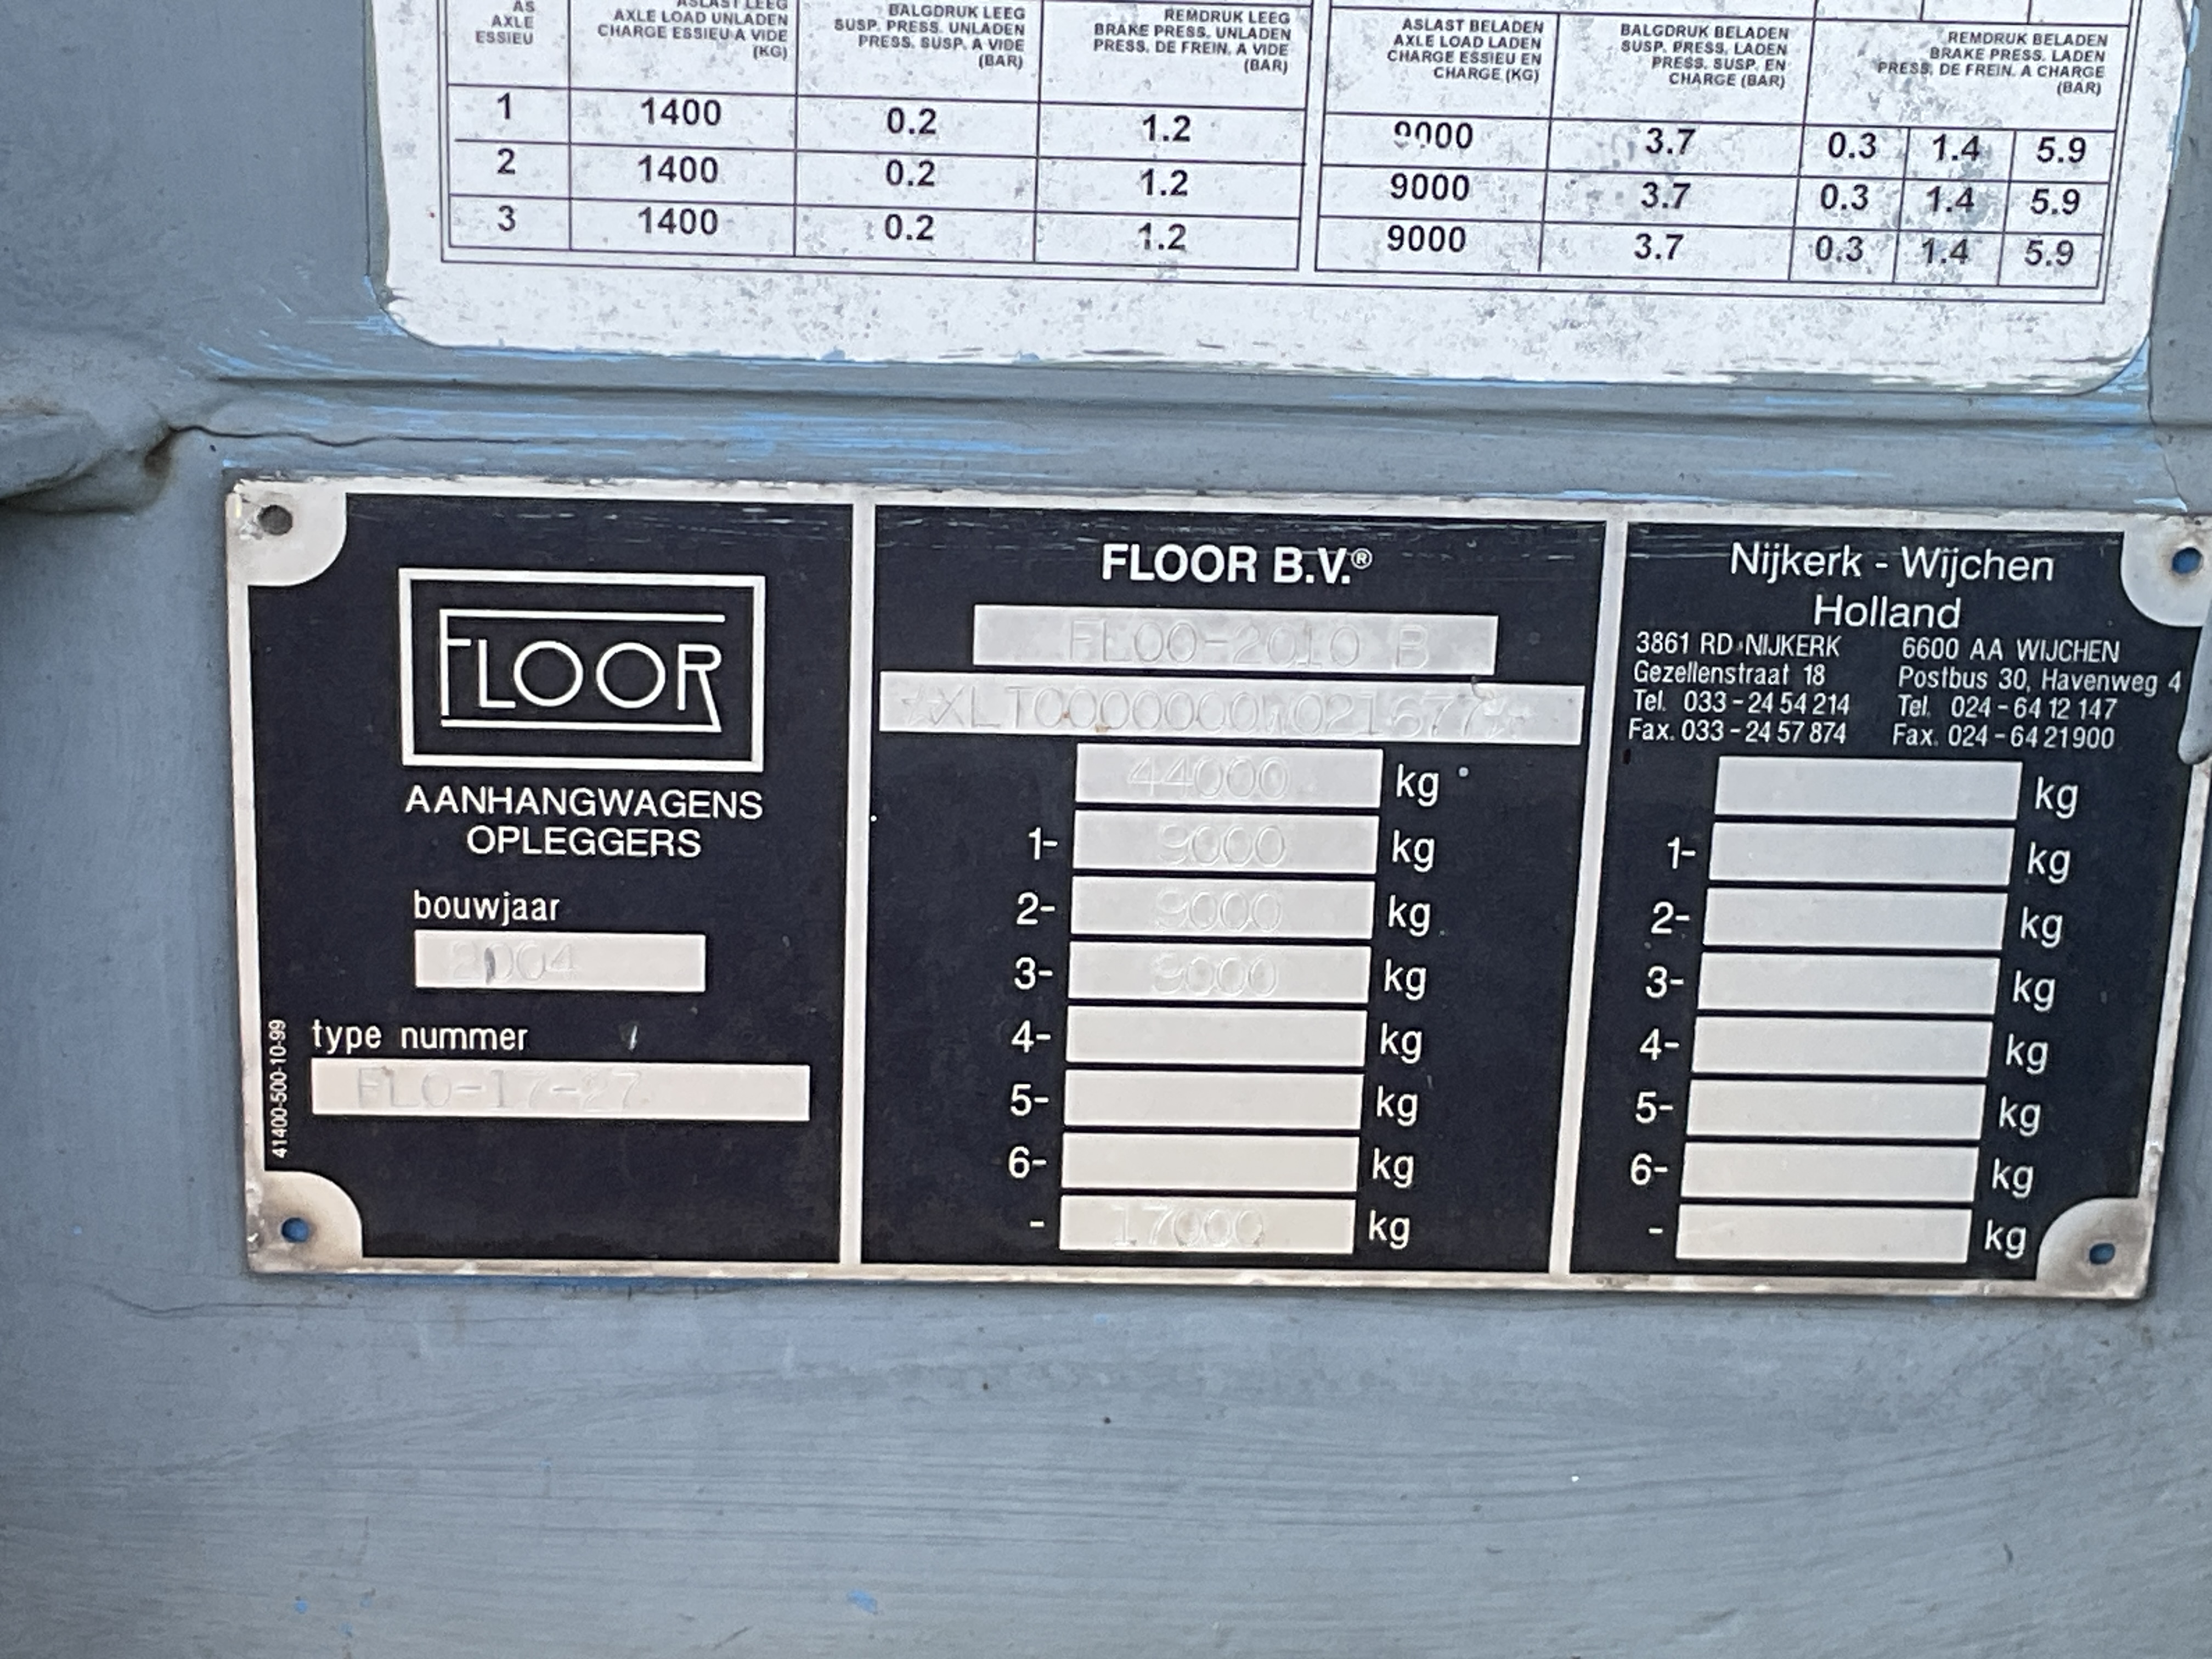 AS
AXLE
ESSIEU
ASLAST LEEG
AXLE LOAD UNLADEN
CHARGE ESSIEU A VIDE
(KG)
BALGDRUK LEEG
SUSP. PRESS. UNLADEN
PRESS. SUSP. A VIDE
(BAR)
REMDRUK LEEG
BRAKE PRESS. UNLADEN
PRESS. DE FREIN. A VIDE
(BAR)
ASLAST BELADEN
AXLE LOAD LADEN
CHARGE ESSIEU EN
CHARGE (KG)
BALGDRUK BELADEN
SUSP. PRESS. LADEN
PRESS. SUSP. EN
CHARGE (BAR)
REMDRUK BELADEN
BRAKE PRESS. LADEN
PRESS. DE FREIN. A CHARGE
(BAR)
1 1400 0.2 1.2 9000 3.7 0.3 1.4 5.9
2 1400 0.2 1.2 9000 3.7 0.3 1.4 5.9
3 1400 0.2 1.2 9000 3.7 0.3 1.4 5.9
FLOOR
AANHANGWAGENS
OPLEGGERS
bouwjaar
2004
type nummer
FLO-17-27
41400-500-10-99
FLOOR B.V.®
FLOO-2010 B
☆XLT0000000W021677☆
44000 kg
1- 9000 kg
2- 9000 kg
3- 9000 kg
4- kg
5- kg
6- kg
- 17000 kg
Nijkerk - Wijchen
Holland
3861 RD NIJKERK
Gezellenstraat 18
Tel. 033-24 54 214
Fax. 033-24 57 874
6600 AA WIJCHEN
Postbus 30, Havenweg 4
Tel. 024-64 12 147
Fax. 024-64 21 900
kg
1- kg
2- kg
3- kg
4- kg
5- kg
6- kg
- kg